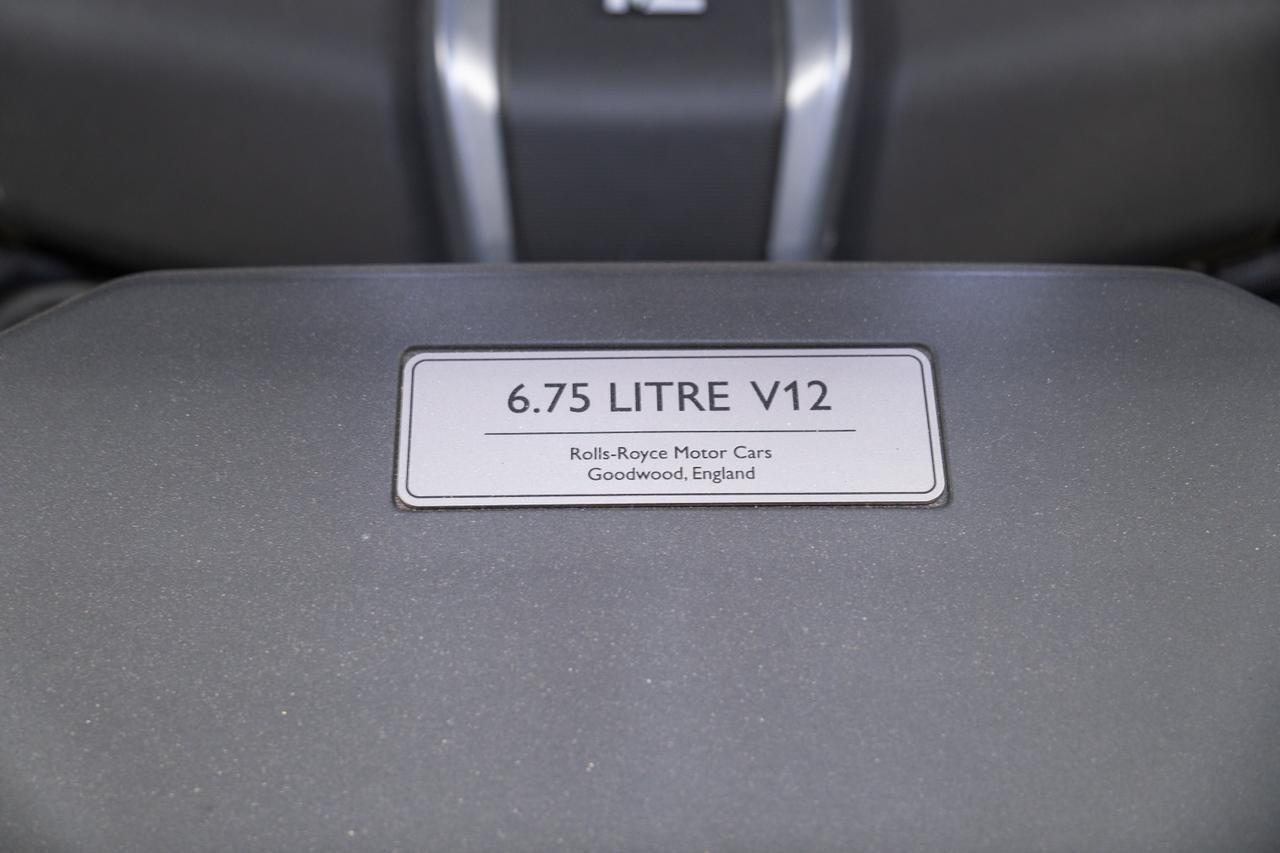 6.75 LITRE V12
Rolls-Royce Motor Cars
Goodwood, England